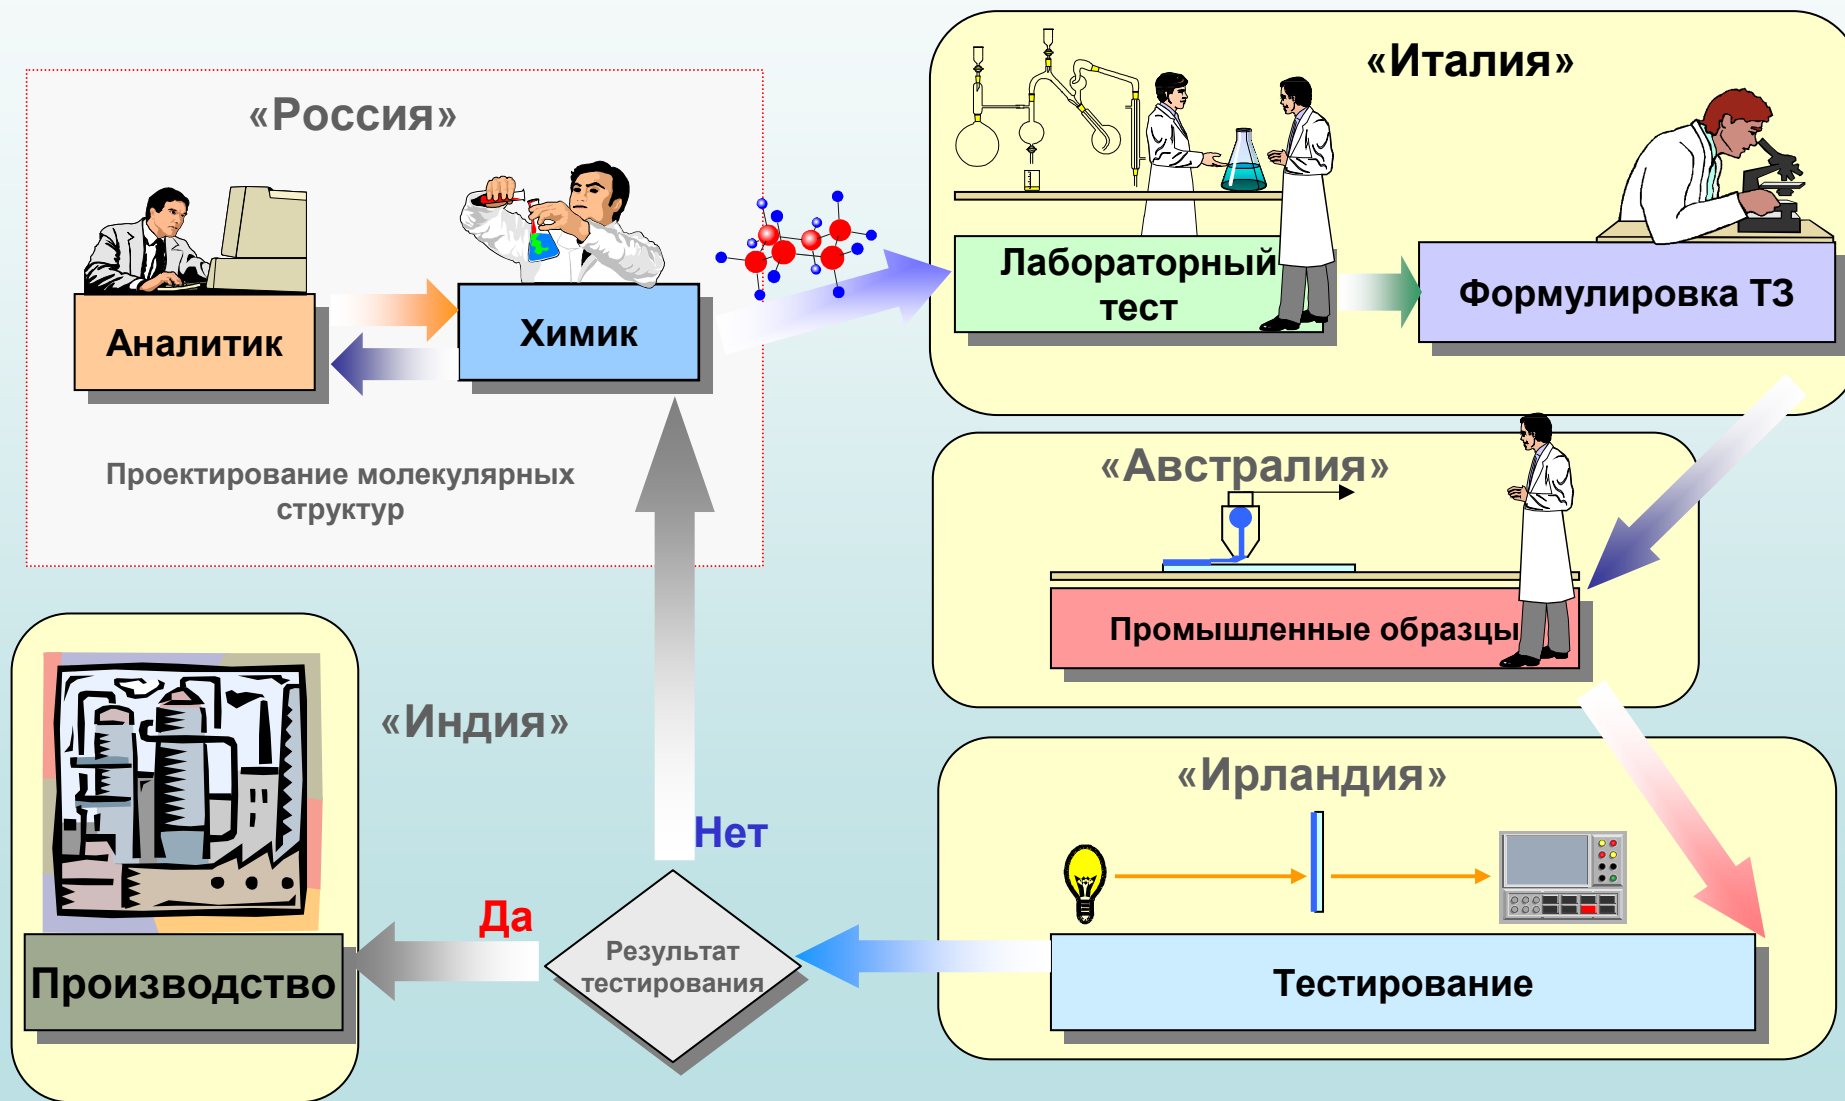 «Россия»
Аналитик
Химик
Проектирование молекулярных
структур
«Италия»
Лабораторный
тест
Формулировка ТЗ
«Австралия»
Промышленные образцы
«Ирландия»
Тестирование
Результат
тестирования
Нет
Да
«Индия»
Производство